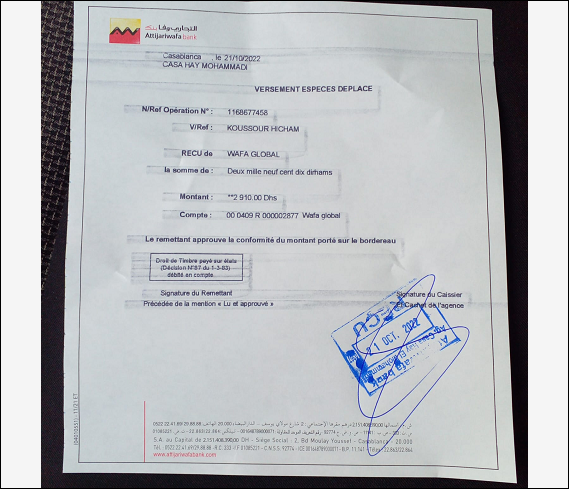 التجاري وفا بنك
Attijariwafa bank
Casablanca , le 21/10/2022
CASA HAY MOHAMMADI
VERSEMENT ESPECES DEPLACE
N/Ref Opération N° : 1168677458
V/Ref : KOUSSOUR HICHAM
RECU de WAFA GLOBAL
la somme de : Deux mille neuf cent dix dirhams
Montant : **2 910.00 Dhs
Compte : 00 0409 R 000002877 Wafa global
Le remettant approuve la conformité du montant porté sur le bordereau
Droit de Timbre payé sur états
(Décision N°87 du 1-3-83)
débité en compte
Signature du Remettant
Précédée de la mention « Lu et approuvé »
Signature du Caissier
et Cachet de l'agence
REÇU
21 OCT. 2022
S.A. au Capital de 2.151.408.390,00 DH - Siège Social - 2, Bd Moulay Youssef - Casablanca 20.000
www.attijariwafabank.com